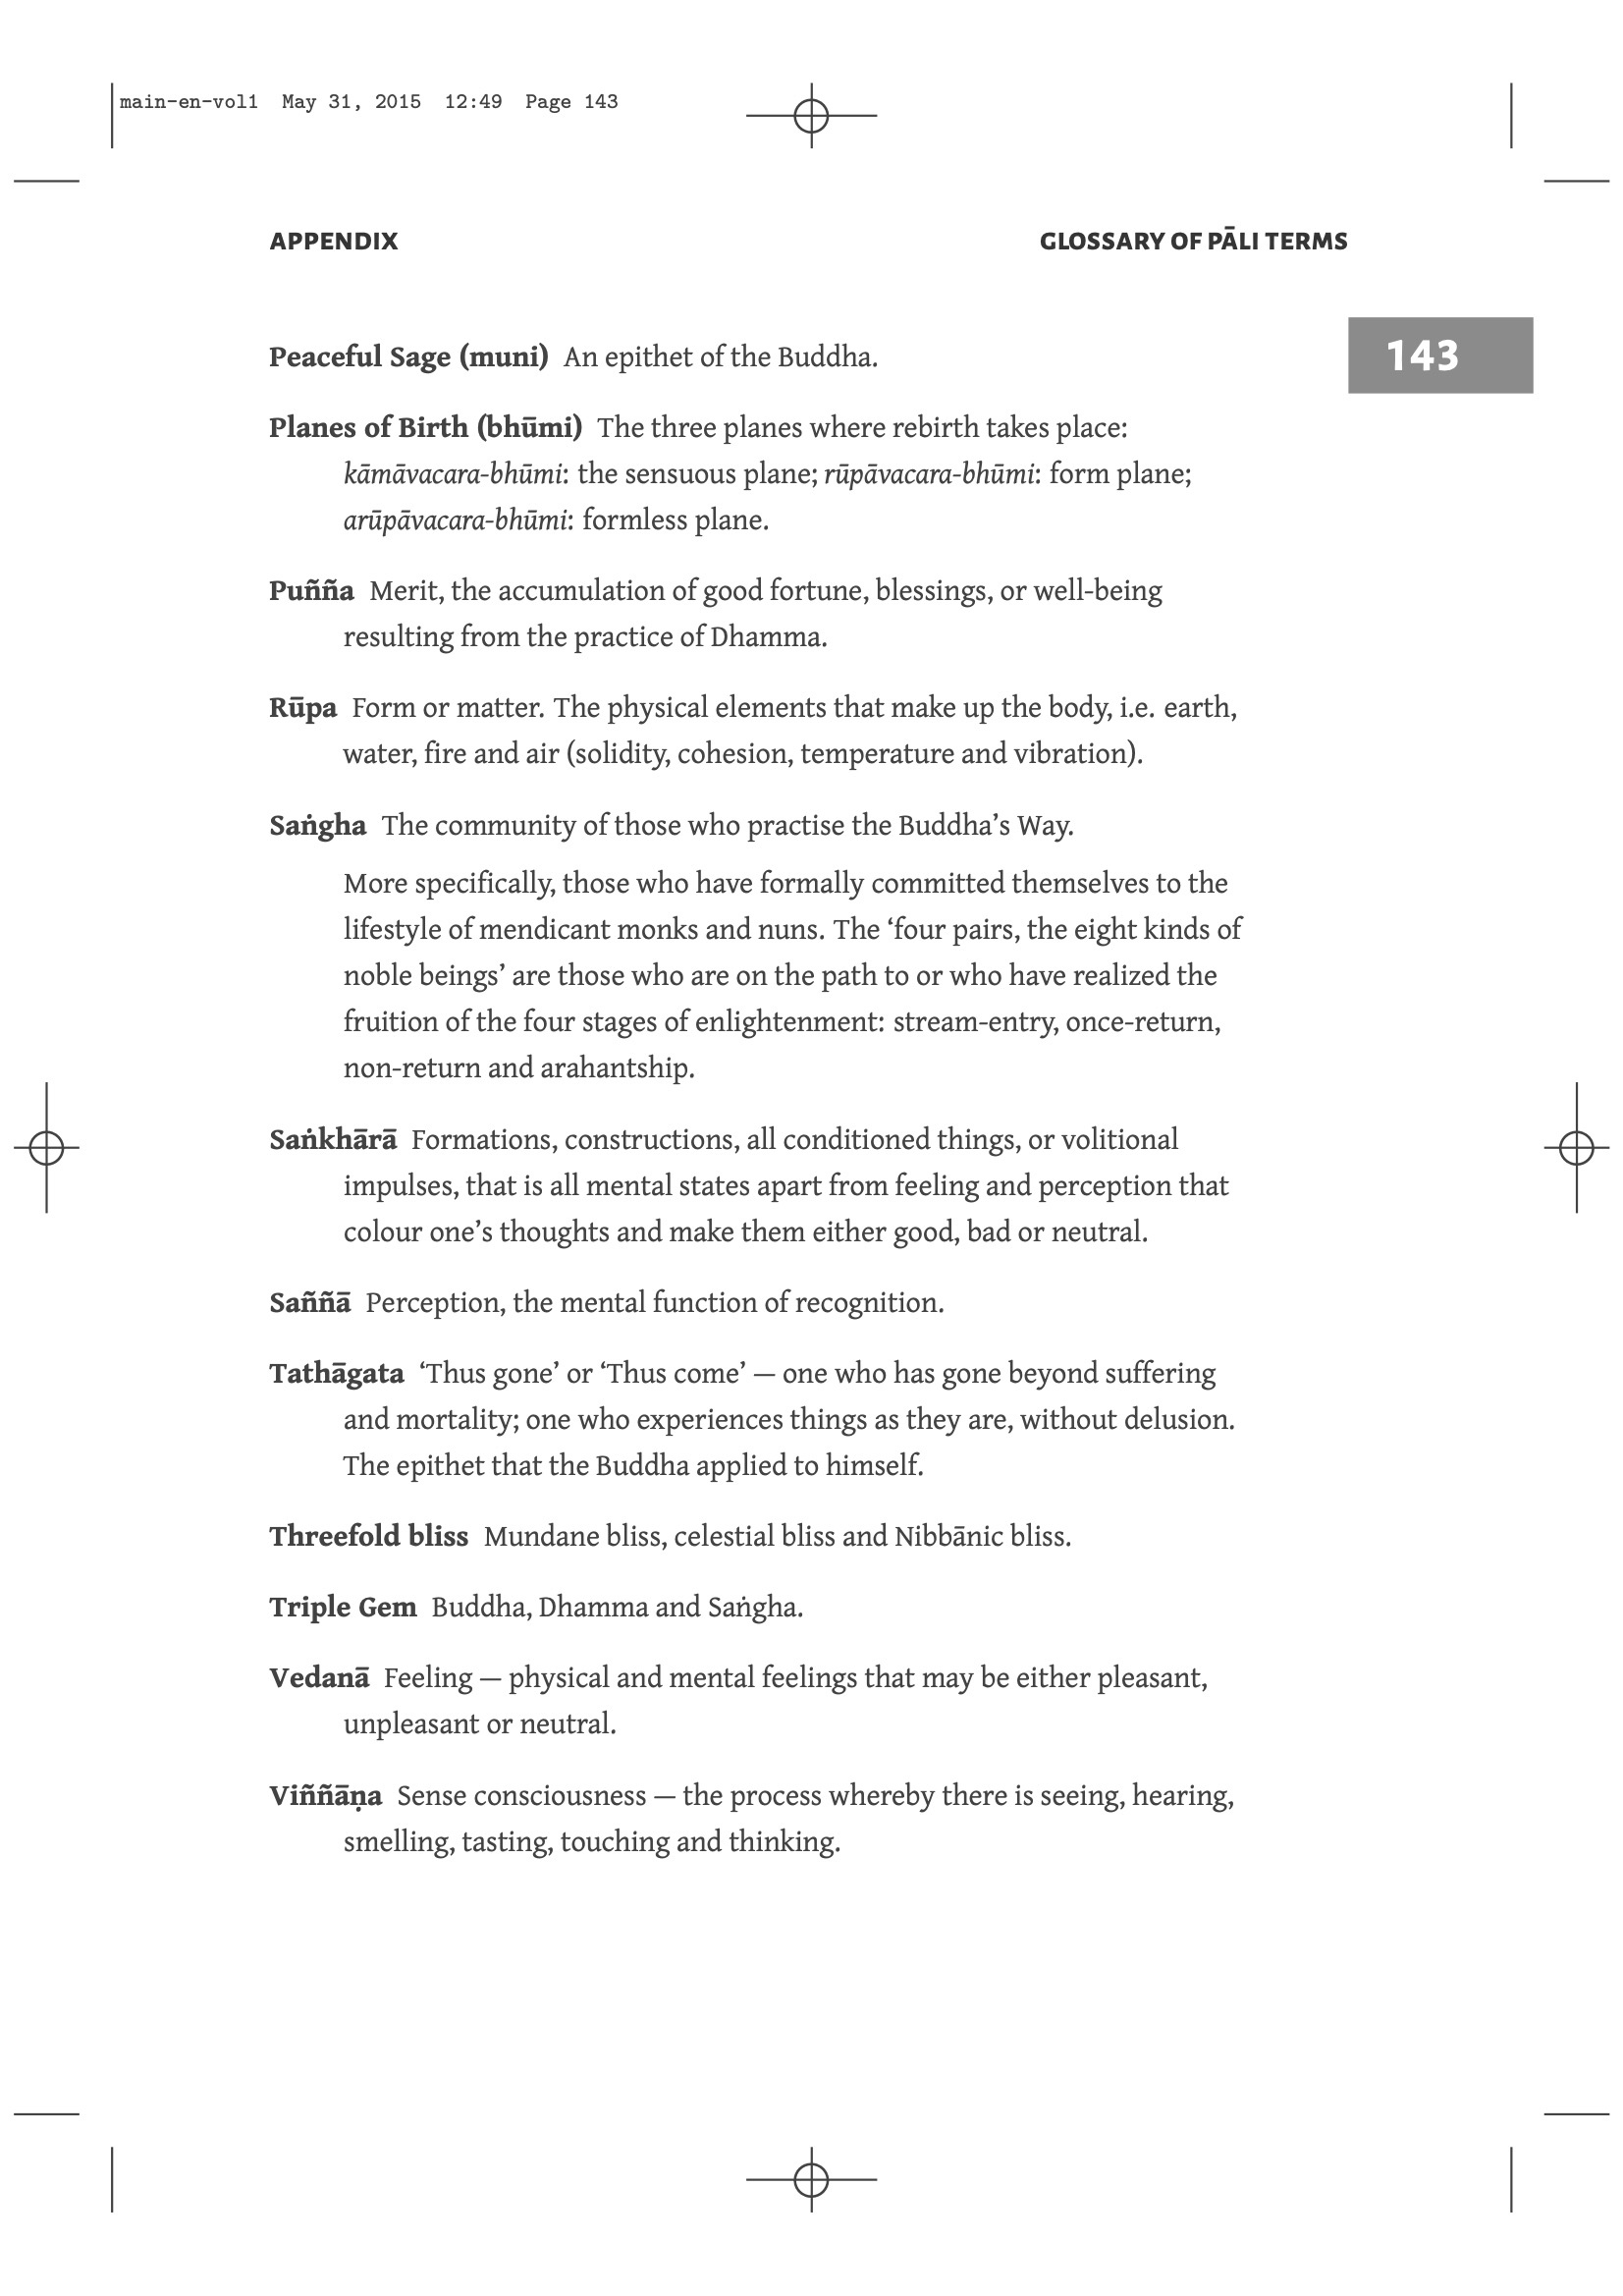 main-en-vol1 May 31, 2015 12:49 Page 143
APPENDIX
GLOSSARY OF PĀLI TERMS
143
Peaceful Sage (muni) An epithet of the Buddha.
Planes of Birth (bhūmi) The three planes where rebirth takes place:
kāmāvacara-bhūmi: the sensuous plane; rūpāvacara-bhūmi: form plane;
arūpāvacara-bhūmi: formless plane.
Puñña Merit, the accumulation of good fortune, blessings, or well-being
resulting from the practice of Dhamma.
Rūpa Form or matter. The physical elements that make up the body, i.e. earth,
water, fire and air (solidity, cohesion, temperature and vibration).
Saṅgha The community of those who practise the Buddha’s Way.
More specifically, those who have formally committed themselves to the
lifestyle of mendicant monks and nuns. The ‘four pairs, the eight kinds of
noble beings’ are those who are on the path to or who have realized the
fruition of the four stages of enlightenment: stream-entry, once-return,
non-return and arahantship.
Saṅkhārā Formations, constructions, all conditioned things, or volitional
impulses, that is all mental states apart from feeling and perception that
colour one’s thoughts and make them either good, bad or neutral.
Saññā Perception, the mental function of recognition.
Tathāgata ‘Thus gone’ or ‘Thus come’ — one who has gone beyond suffering
and mortality; one who experiences things as they are, without delusion.
The epithet that the Buddha applied to himself.
Threefold bliss Mundane bliss, celestial bliss and Nibbānic bliss.
Triple Gem Buddha, Dhamma and Saṅgha.
Vedanā Feeling — physical and mental feelings that may be either pleasant,
unpleasant or neutral.
Viññāṇa Sense consciousness — the process whereby there is seeing, hearing,
smelling, tasting, touching and thinking.